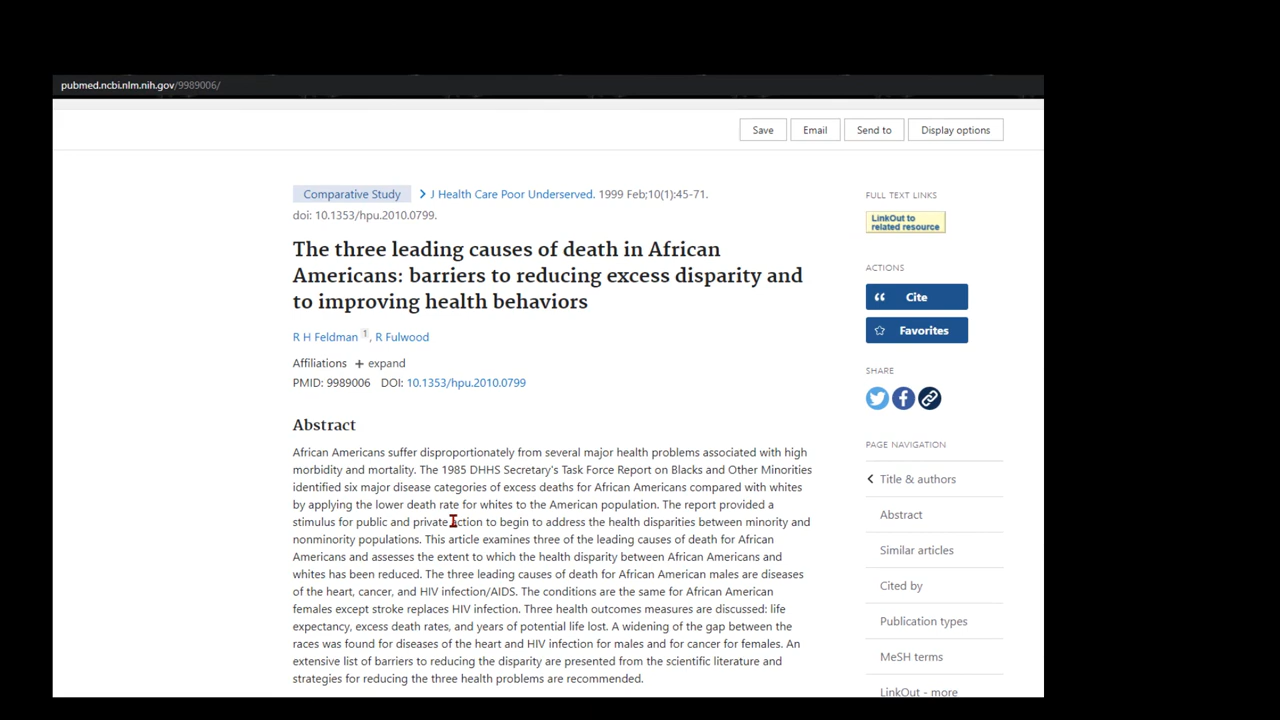 pubmed.ncbi.nlm.nih.gov/9989006/
Save Email Send to Display options
Comparative Study > J Health Care Poor Underserved. 1999 Feb;10(1):45-71.
doi: 10.1353/hpu.2010.0799.
The three leading causes of death in African
Americans: barriers to reducing excess disparity and
to improving health behaviors
R H Feldman 1, R Fulwood
Affiliations + expand
PMID: 9989006 DOI: 10.1353/hpu.2010.0799
Abstract
African Americans suffer disproportionately from several major health problems associated with high
morbidity and mortality. The 1985 DHHS Secretary's Task Force Report on Blacks and Other Minorities
identified six major disease categories of excess deaths for African Americans compared with whites
by applying the lower death rate for whites to the American population. The report provided a
stimulus for public and private action to begin to address the health disparities between minority and
nonminority populations. This article examines three of the leading causes of death for African
Americans and assesses the extent to which the health disparity between African Americans and
whites has been reduced. The three leading causes of death for African American males are diseases
of the heart, cancer, and HIV infection/AIDS. The conditions are the same for African American
females except stroke replaces HIV infection. Three health outcomes measures are discussed: life
expectancy, excess death rates, and years of potential life lost. A widening of the gap between the
races was found for diseases of the heart and HIV infection for males and for cancer for females. An
extensive list of barriers to reducing the disparity are presented from the scientific literature and
strategies for reducing the three health problems are recommended.
FULL TEXT LINKS
LinkOut to
related resource
ACTIONS
Cite
Favorites
SHARE
PAGE NAVIGATION
Title & authors
Abstract
Similar articles
Cited by
Publication types
MeSH terms
LinkOut - more